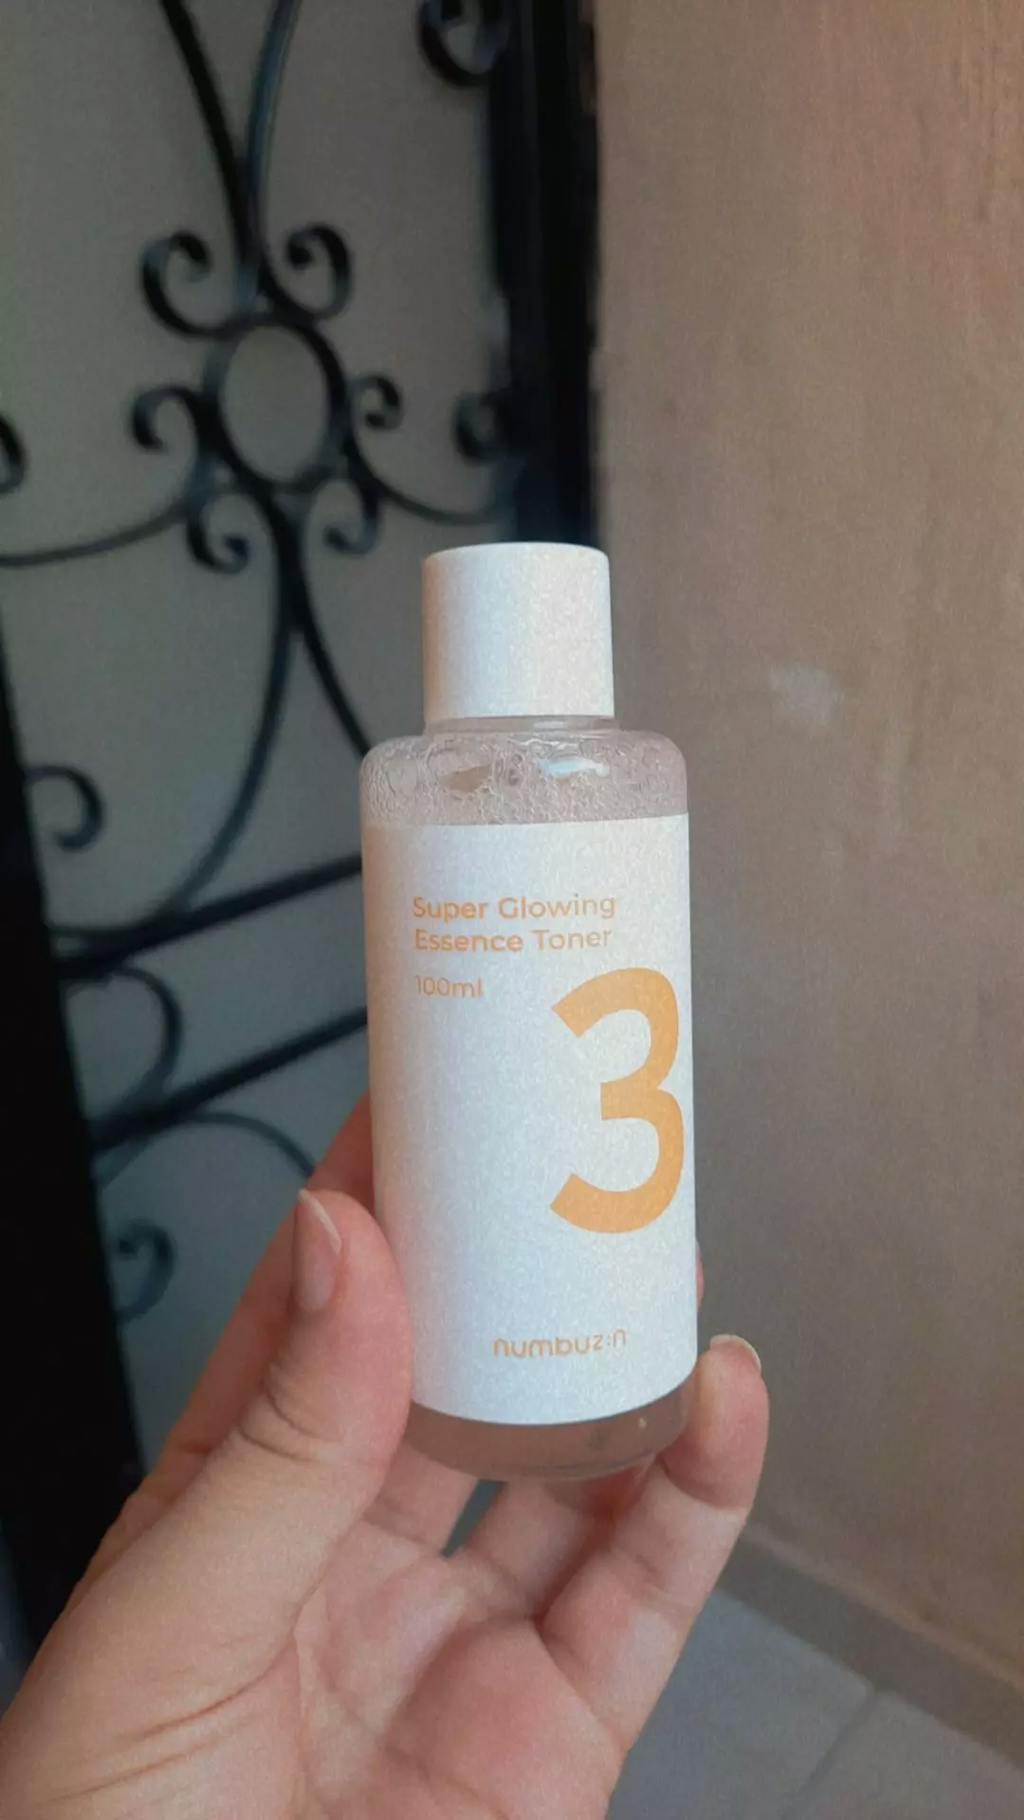 Super Glowing
Essence Toner
100ml
3
numbuz:n